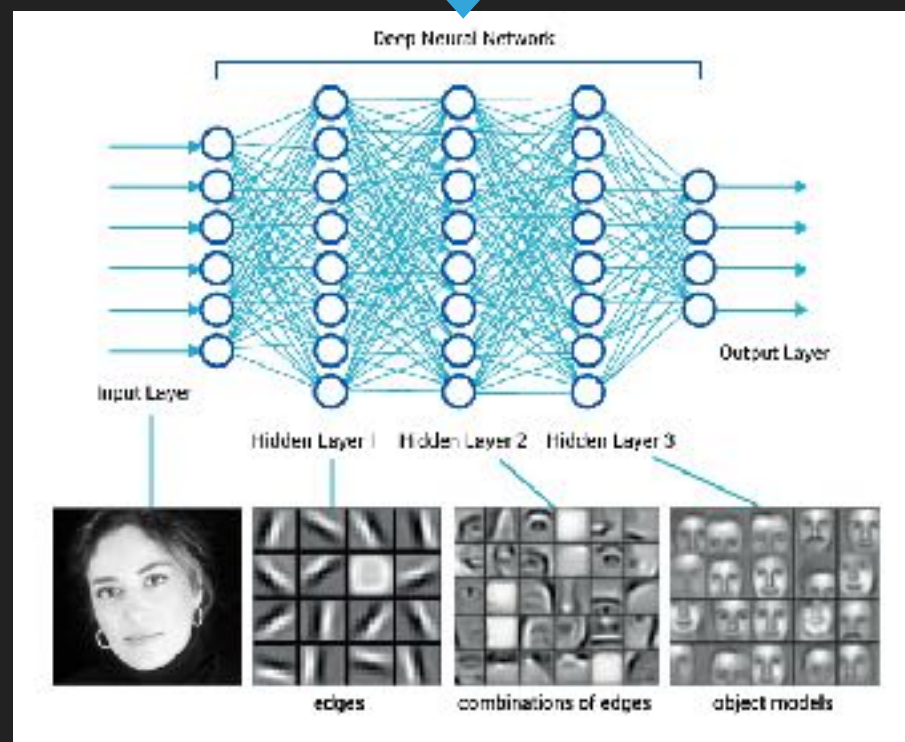 Deep Neural Network
Input Layer
Output Layer
Hidden Layer 1
Hidden Layer 2
Hidden Layer 3
edges
combinations of edges
object models